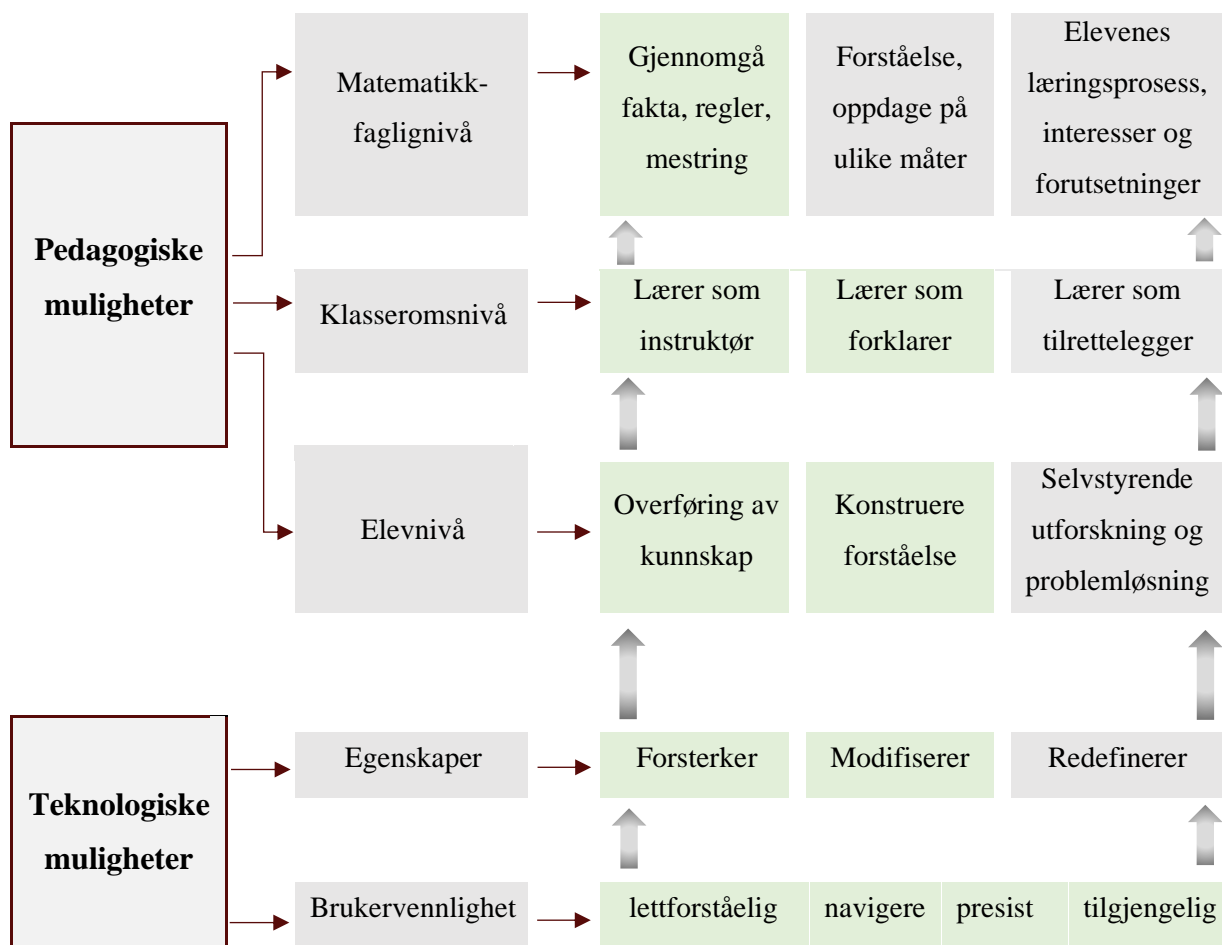 Pedagogiske
muligheter
Matematikk-
faglignivå
Gjennomgå
fakta, regler,
mestring
Forståelse,
oppdage på
ulike måter
Elevenes
læringsprosess,
interesser og
forutsetninger
Klasseromsnivå
Lærer som
instruktør
Lærer som
forklarer
Lærer som
tilrettelegger
Elevnivå
Overføring av
kunnskap
Konstruere
forståelse
Selvstyrende
utforskning og
problemløsning
Teknologiske
muligheter
Egenskaper
Forsterker
Modifiserer
Redefinerer
Brukervennlighet
lettforståelig
navigere
presist
tilgjengelig